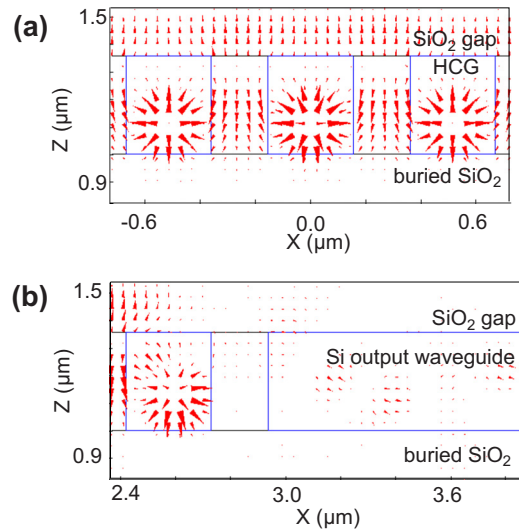 (a)
1.5
SiO2 gap
HCG
Z (μm)
0.9
buried SiO2
-0.6
0.0
0.6
X (μm)
(b)
1.5
SiO2 gap
Si output waveguide
Z (μm)
0.9
buried SiO2
2.4
3.0
3.6
X (μm)